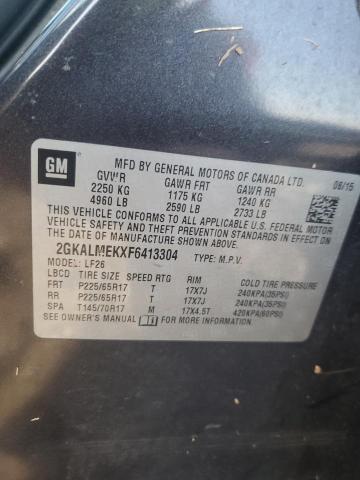 GM
MFD BY GENERAL MOTORS OF CANADA LTD. 06/15
GVWR GAWR FRT GAWR RR
2250 KG 1175 KG 1240 KG
4960 LB 2590 LB 2733 LB
THIS VEHICLE CONFORMS TO ALL APPLICABLE U.S. FEDERAL MOTOR
VEHICLE SAFETY AND THEFT PREVENTION STANDARDS IN EFFECT ON
THE DATE OF MANUFACTURE SHOWN ABOVE.
2GKALMEKXF6413304 TYPE: M.P.V.
MODEL: LF26
LBCD TIRE SIZE SPEED RTG RIM COLD TIRE PRESSURE
FRT P225/65R17 T 17X7J 240KPA(35PSI)
RR P225/65R17 T 17X7J 240KPA(35PSI)
SPA T145/70R17 M 17X4.5T 420KPA(60PSI)
SEE OWNER'S MANUAL FOR MORE INFORMATION.